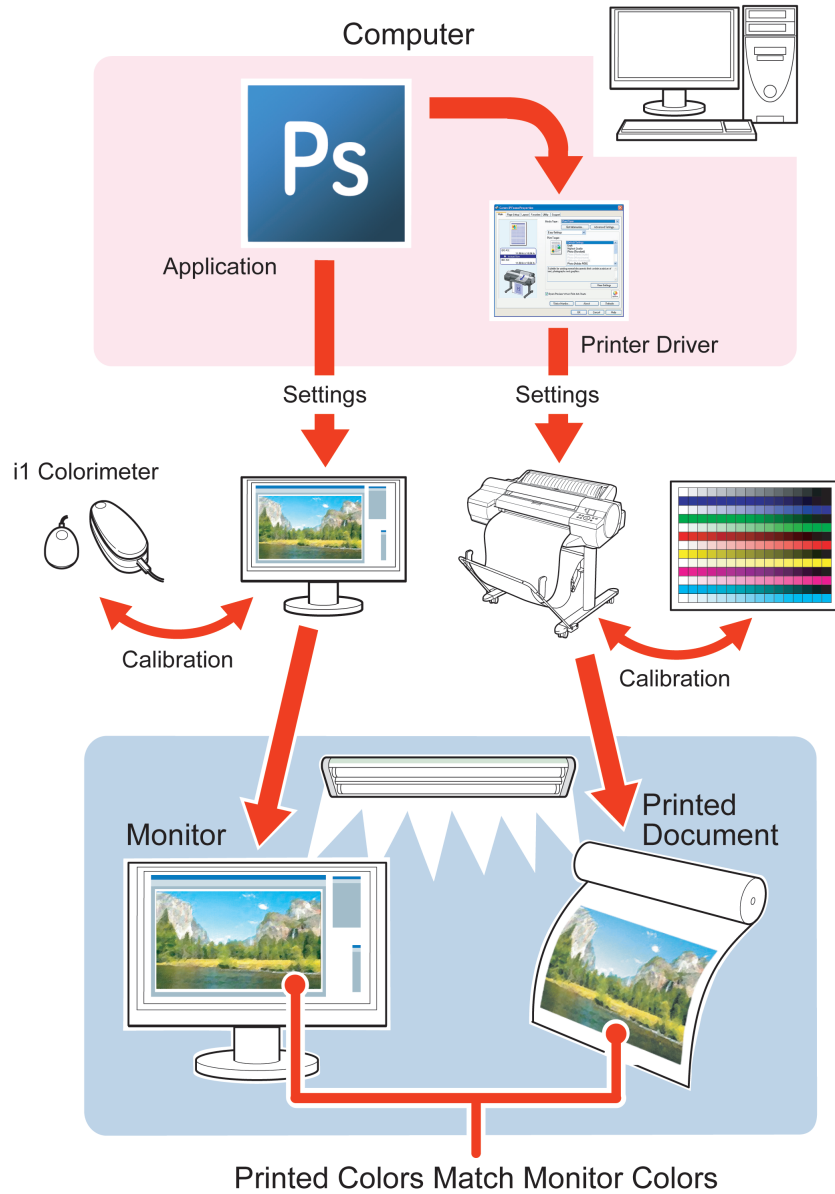 Computer
Ps
Application
Printer Driver
Settings
Settings
i1 Colorimeter
Calibration
Calibration
Monitor
Printed
Document
Printed Colors Match Monitor Colors